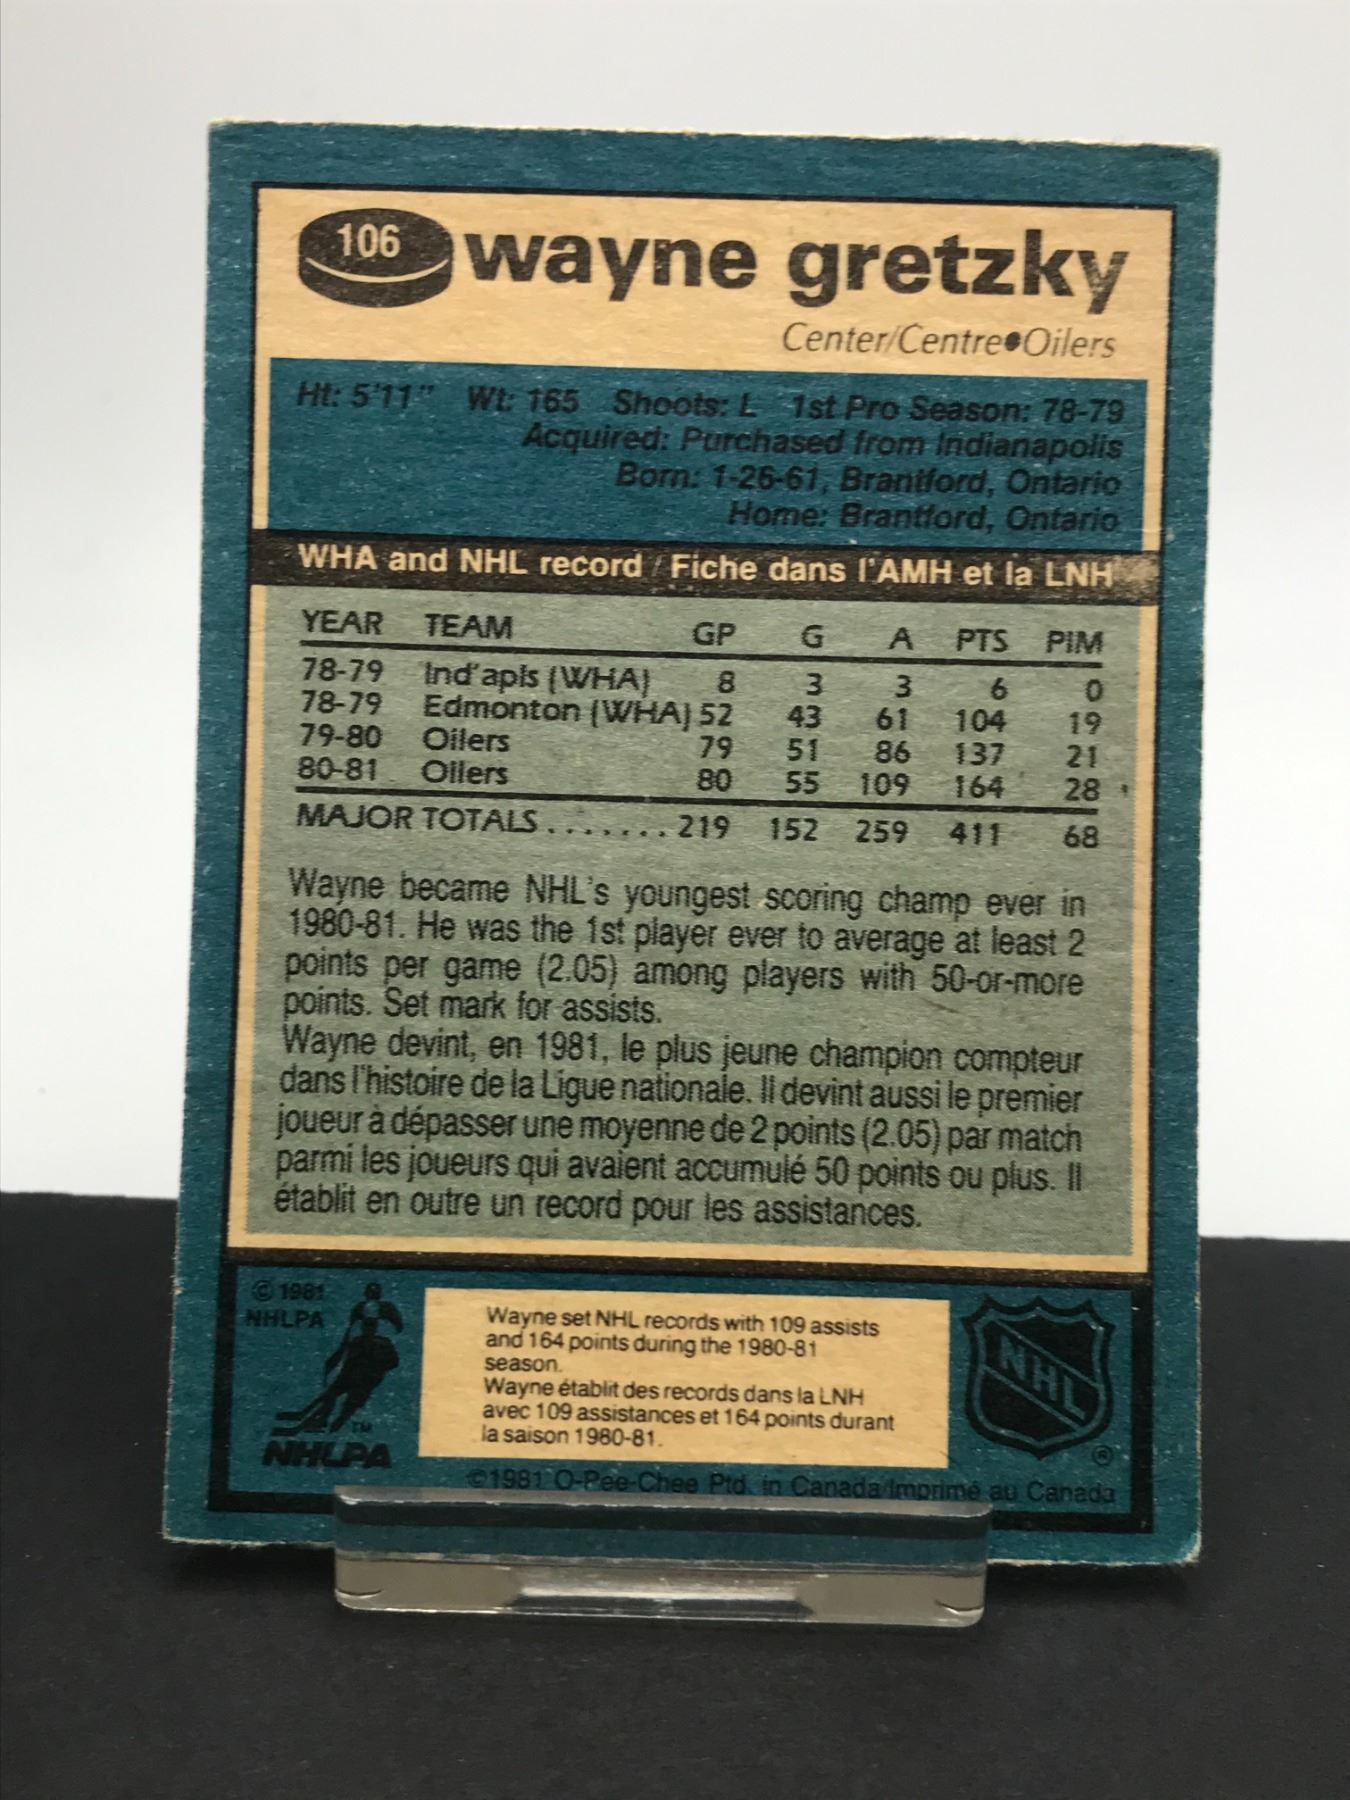 106 wayne gretzky
Center/Centre●Oilers
Ht: 5'11" Wt: 165 Shoots: L 1st Pro Season: 78-79
Acquired: Purchased from Indianapolis
Born: 1-26-61, Brantford, Ontario
Home: Brantford, Ontario
WHA and NHL record / Fiche dans l'AMH et la LNH
YEAR TEAM GP G A PTS PIM
78-79 Ind'apls (WHA) 8 3 3 6 0
78-79 Edmonton (WHA) 52 43 61 104 19
79-80 Oilers 79 51 86 137 21
80-81 Oilers 80 55 109 164 28
MAJOR TOTALS ....... 219 152 259 411 68
Wayne became NHL's youngest scoring champ ever in
1980-81. He was the 1st player ever to average at least 2
points per game (2.05) among players with 50-or-more
points. Set mark for assists.
Wayne devint, en 1981, le plus jeune champion compteur
dans l'histoire de la Ligue nationale. Il devint aussi le premier
joueur à dépasser une moyenne de 2 points (2.05) par match
parmi les joueurs qui avaient accumulé 50 points ou plus. Il
établit en outre un record pour les assistances.
© 1981
NHLPA
TM
NHLPA
Wayne set NHL records with 109 assists
and 164 points during the 1980-81
season.
Wayne établit des records dans la LNH
avec 109 assistances et 164 points durant
la saison 1980-81.
NHL
®
©1981 O-Pee-Chee Ptd. in Canada/Imprimé au Canada